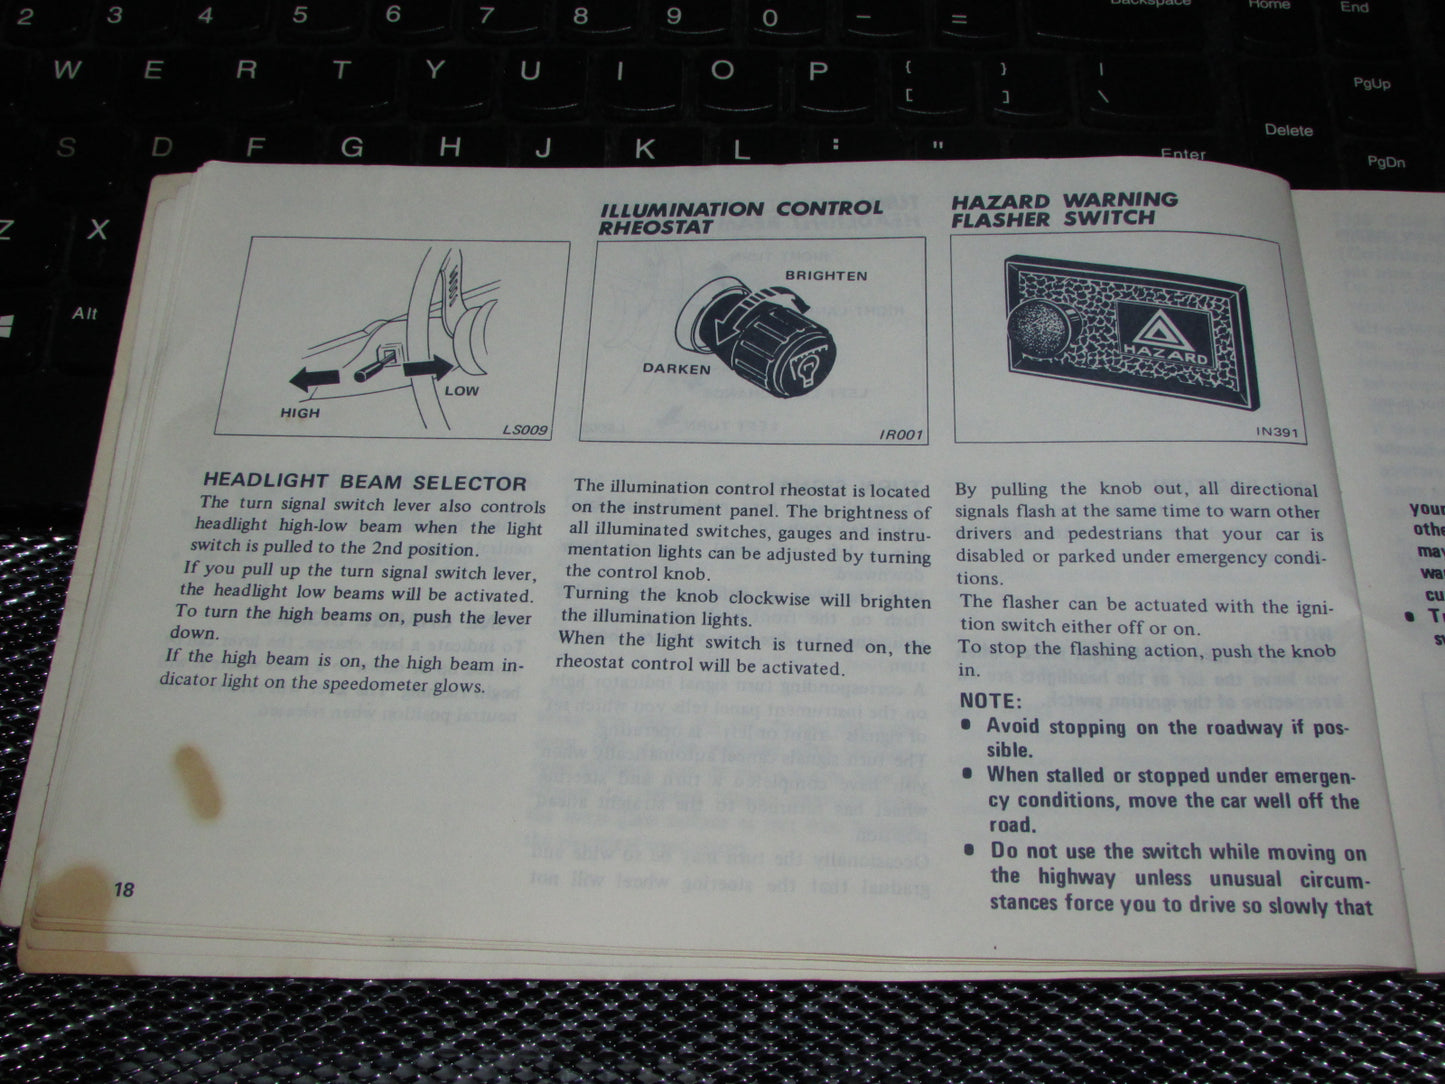 2 3 4 5 6 7 8 9 0 – =
Backspace Home End
W E R T Y U I O P { [ } ] | \
PgUp
Delete
S D F G H J K L : "
Enter
PgDn
Z X
Alt
HIGH
LOW
LS009
HEADLIGHT BEAM SELECTOR
The turn signal switch lever also controls
headlight high-low beam when the light
switch is pulled to the 2nd position.
If you pull up the turn signal switch lever,
the headlight low beams will be activated.
To turn the high beams on, push the lever
down.
If the high beam is on, the high beam in-
dicator light on the speedometer glows.
18
ILLUMINATION CONTROL
RHEOSTAT
BRIGHTEN
DARKEN
IR001
The illumination control rheostat is located
on the instrument panel. The brightness of
all illuminated switches, gauges and instru-
mentation lights can be adjusted by turning
the control knob.
Turning the knob clockwise will brighten
the illumination lights.
When the light switch is turned on, the
rheostat control will be activated.
HAZARD WARNING
FLASHER SWITCH
HAZARD
IN391
By pulling the knob out, all directional
signals flash at the same time to warn other
drivers and pedestrians that your car is
disabled or parked under emergency condi-
tions.
The flasher can be actuated with the igni-
tion switch either off or on.
To stop the flashing action, push the knob
in.
NOTE:
● Avoid stopping on the roadway if pos-
sible.
● When stalled or stopped under emergen-
cy conditions, move the car well off the
road.
● Do not use the switch while moving on
the highway unless unusual circum-
stances force you to drive so slowly that